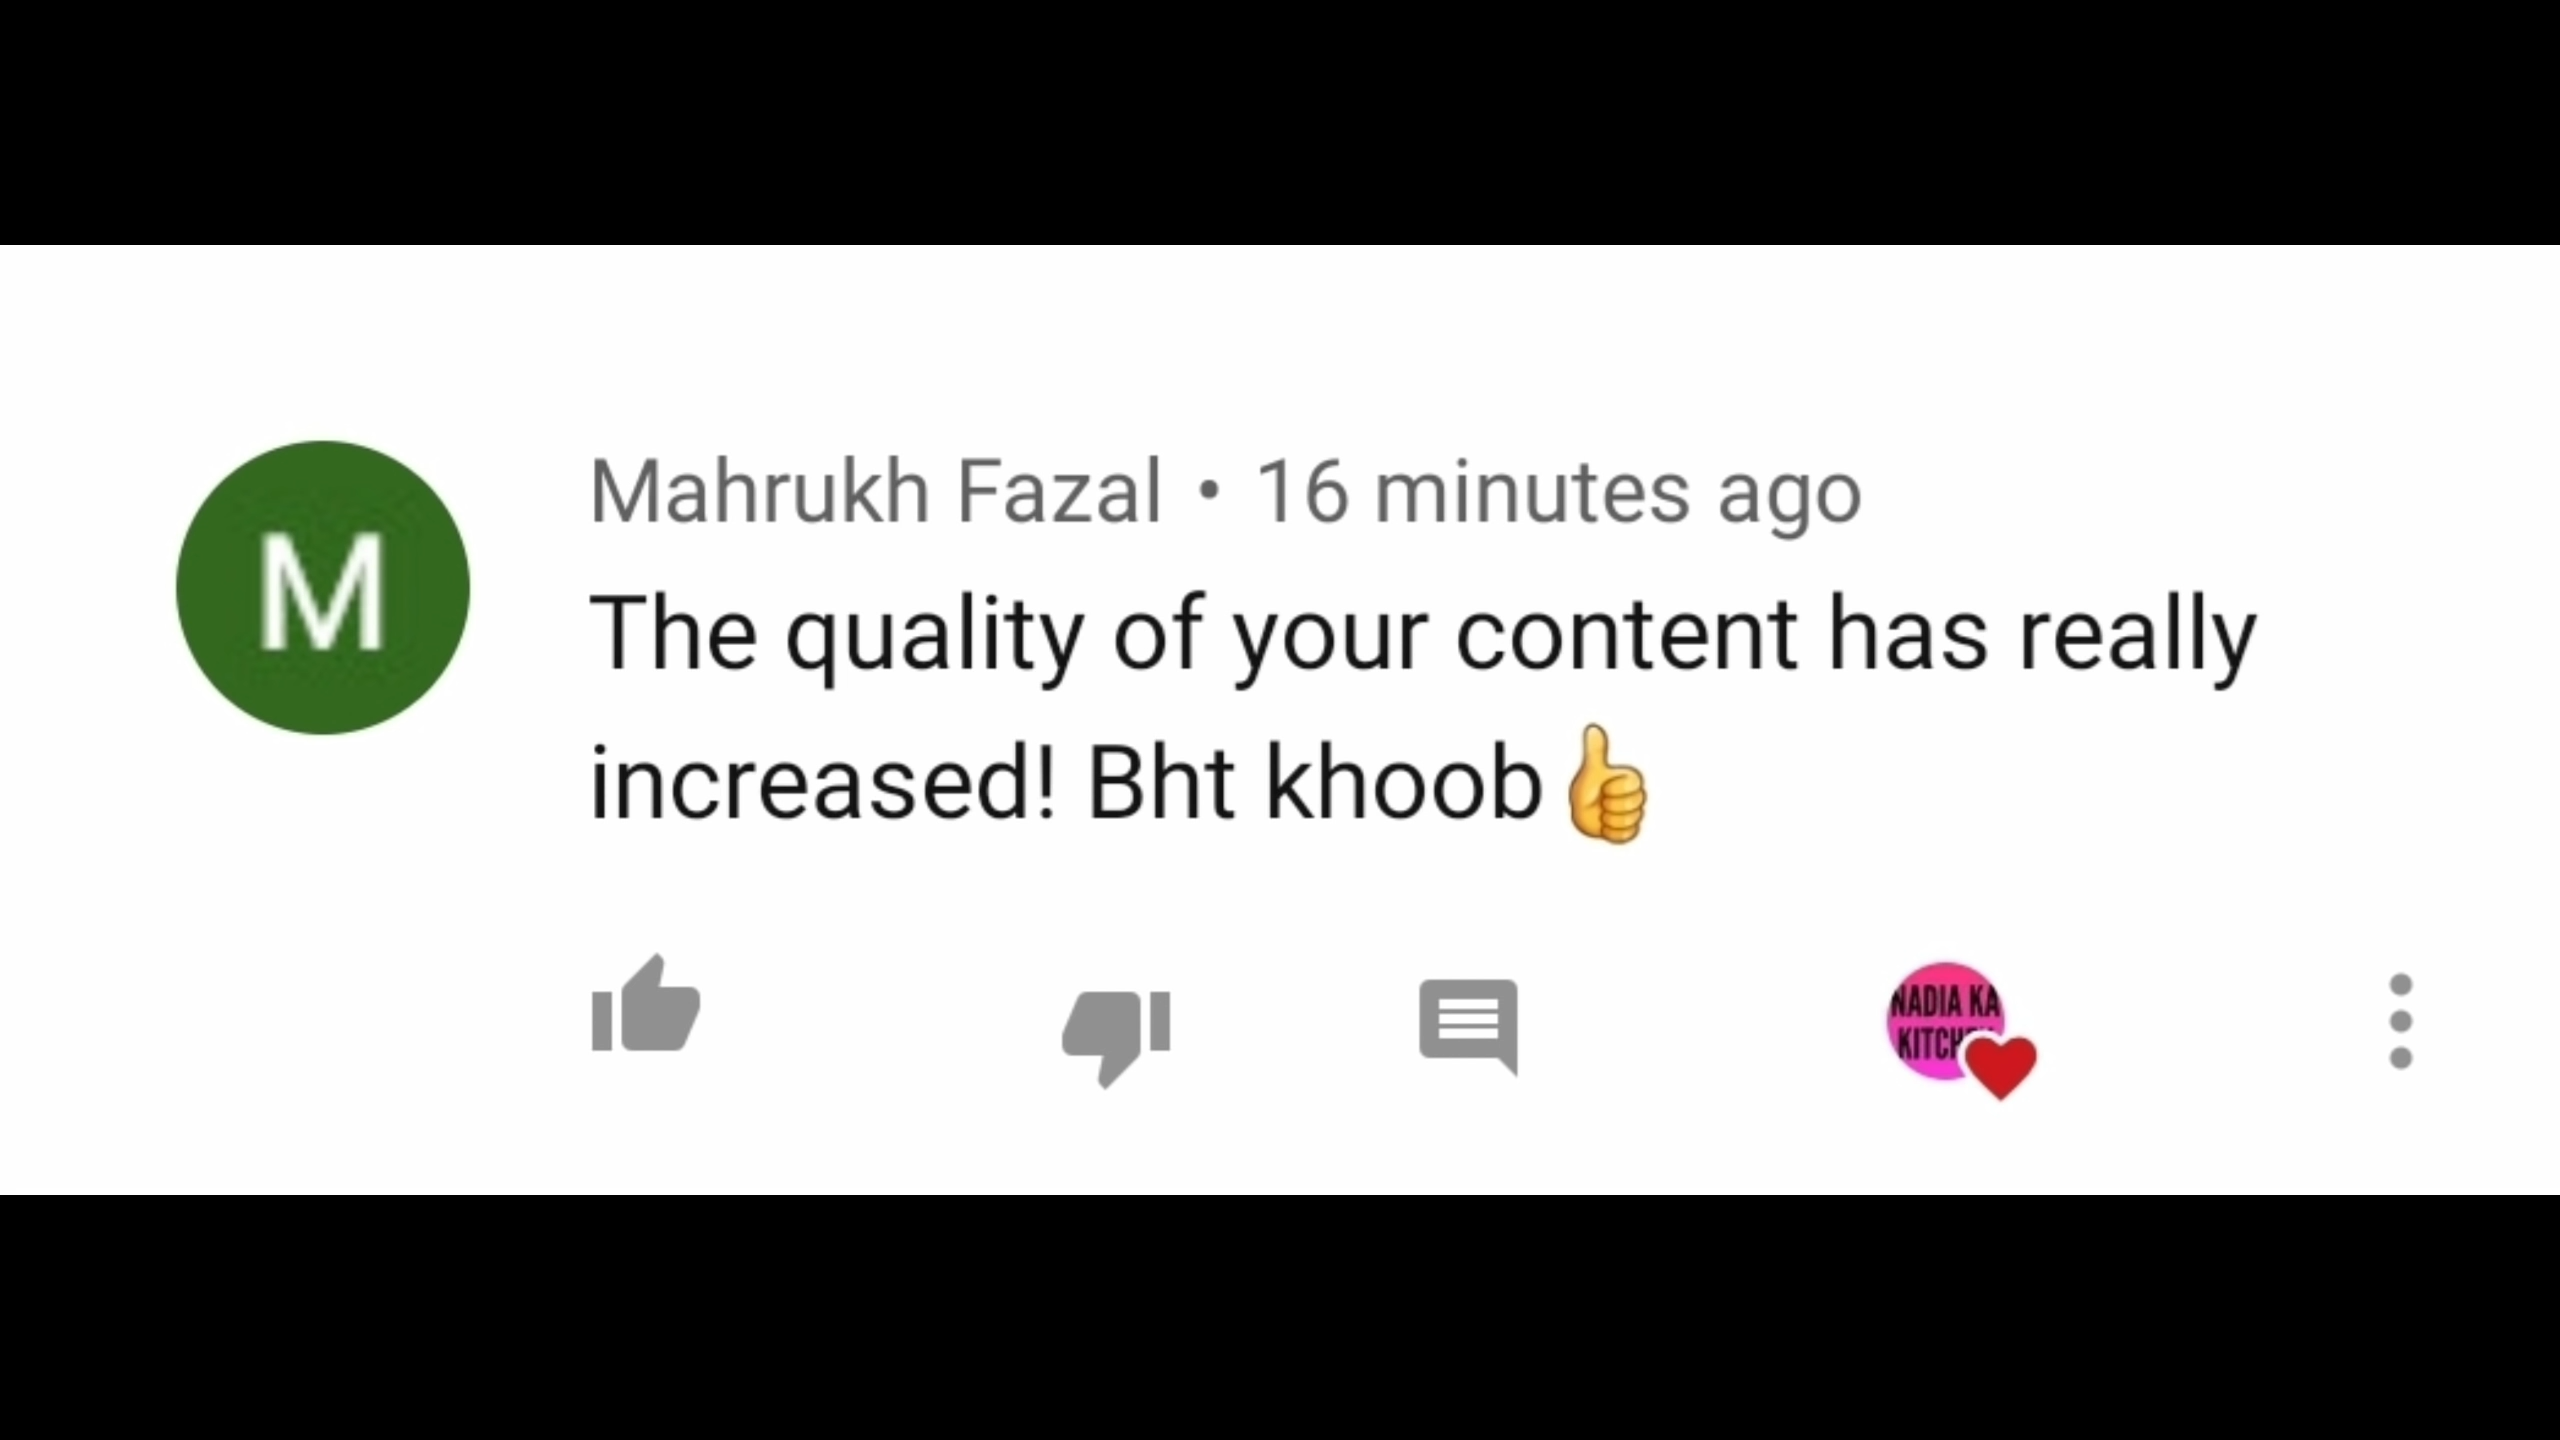 M
Mahrukh Fazal • 16 minutes ago
The quality of your content has really
increased! Bht khoob👍
NADIA KA